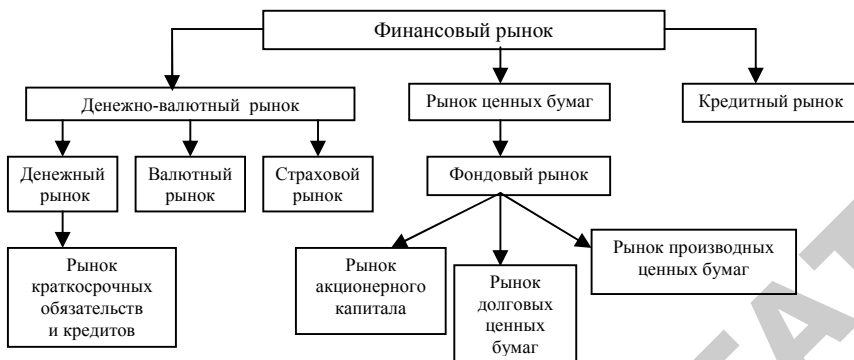 Финансовый рынок
Денежно-валютный рынок
Рынок ценных бумаг
Кредитный рынок
Денежный
рынок
Валютный
рынок
Страховой
рынок
Фондовый рынок
Рынок
краткосрочных
обязательств
и кредитов
Рынок
акционерного
капитала
Рынок
долговых
ценных
бумаг
Рынок производных
ценных бумаг